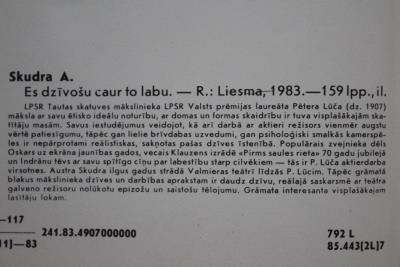 Skudra A.
Es dzīvošu caur to labu. — R.: Liesma, 1983.—159 lpp., il.
LPSR Tautas skatuves mākslinieka LPSR Valsts prēmijas laureāta Pētera Lūča (dz. 1907)
māksla ar savu ētisko ideālu noturību, ar domas un formas skaidrību ir tuva visplašākajām ska-
tītāju masām. Savus iestudējumus veidojot, kā arī darbā ar aktieri režisors vienmēr augstu
vērtē patiesīgumu, tāpēc gan lielie brīvdabas uzvedumi, gan psiholoģiski smalkās kamerspē-
les ir nepārprotami reālistiskas, sakņotas pašas dzīves īstenībā. Populārais zvejnieka dēls
Oskars uz ekrāna jaunības gados, vecais Klauzens izrādē «Pirms saules rieta» 70 gadu jubilejā
un Indrānu tēvs ar savu spītīgo cīņu par labestību starp cilvēkiem — tās ir P. Lūča aktierdarba
virsotnes. Austra Skudra ilgus gadus strādā Valmieras teātrī līdzās P. Lūcim. Tāpēc grāmatā
blakus mākslinieka dzīves un darbības aprakstam ir daudz dzīvu, reālajā saskarsmē ar teātra
galveno režisoru nolūkotu epizožu un saistošu tēlojumu. Grāmata interesanta visplašākajam
lasītāju lokam.
—117
241.83.4907000000
792 L
11]—83
85.443(2L)7